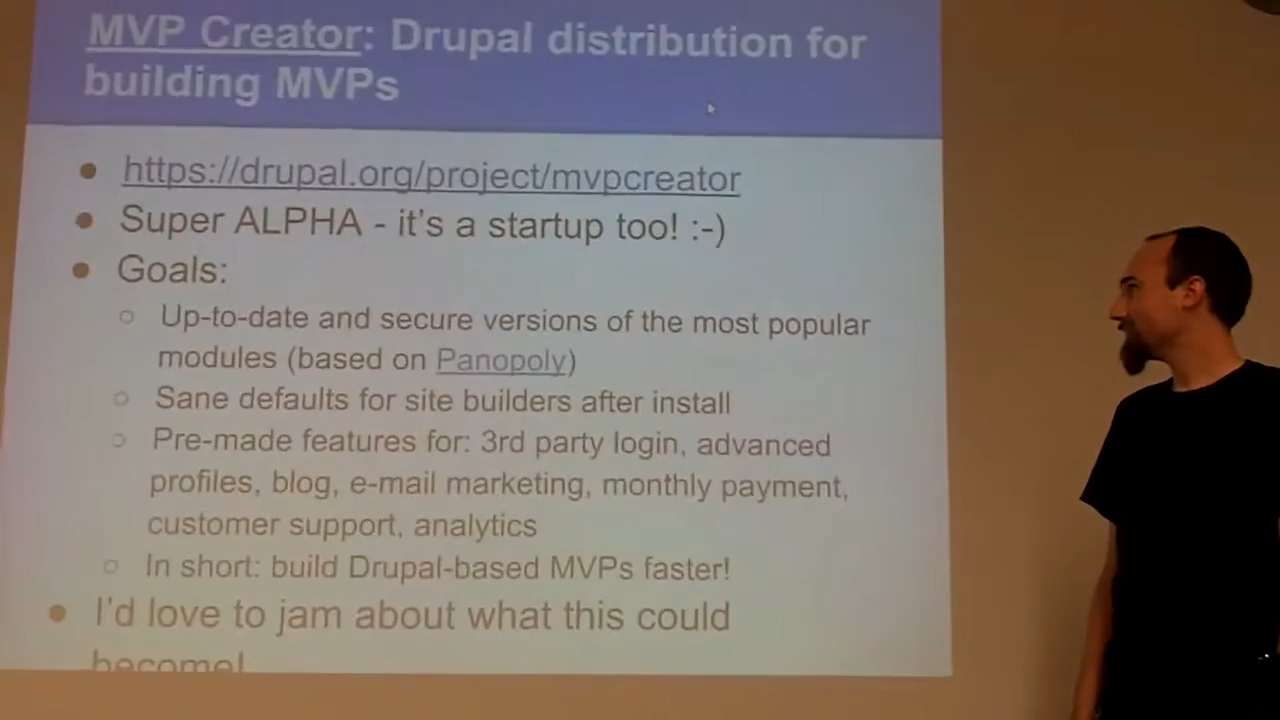 MVP Creator: Drupal distribution for
building MVPs
https://drupal.org/project/mvpcreator
Super ALPHA - it's a startup too! :-)
Goals:
Up-to-date and secure versions of the most popular
modules (based on Panopoly)
Sane defaults for site builders after install
Pre-made features for: 3rd party login, advanced
profiles, blog, e-mail marketing, monthly payment,
customer support, analytics
In short: build Drupal-based MVPs faster!
I'd love to jam about what this could
become!